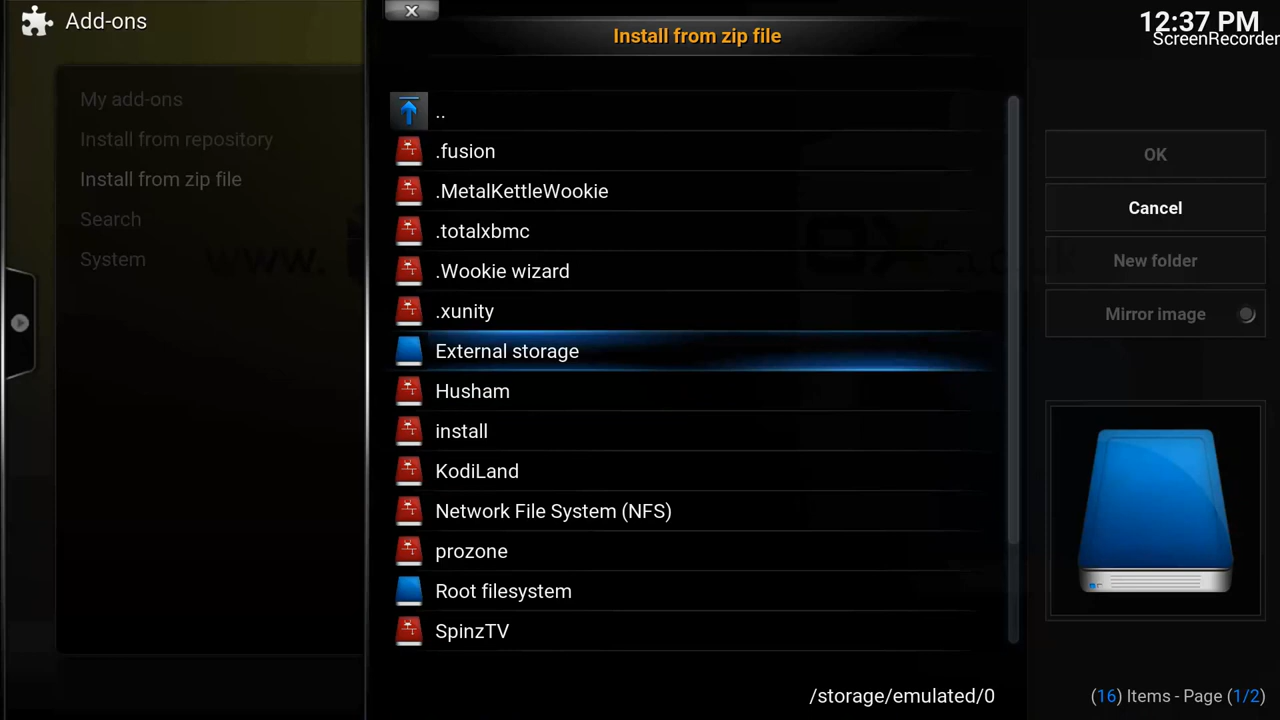 Add-ons
Install from zip file
12:37 PM
ScreenRecorder
My add-ons
Install from repository
Install from zip file
Search
System
..
.fusion
.MetalKettleWookie
.totalxbmc
.Wookie wizard
.xunity
External storage
Husham
install
KodiLand
Network File System (NFS)
prozone
Root filesystem
SpinzTV
OK
Cancel
New folder
Mirror image
/storage/emulated/0
(16) Items - Page (1/2)